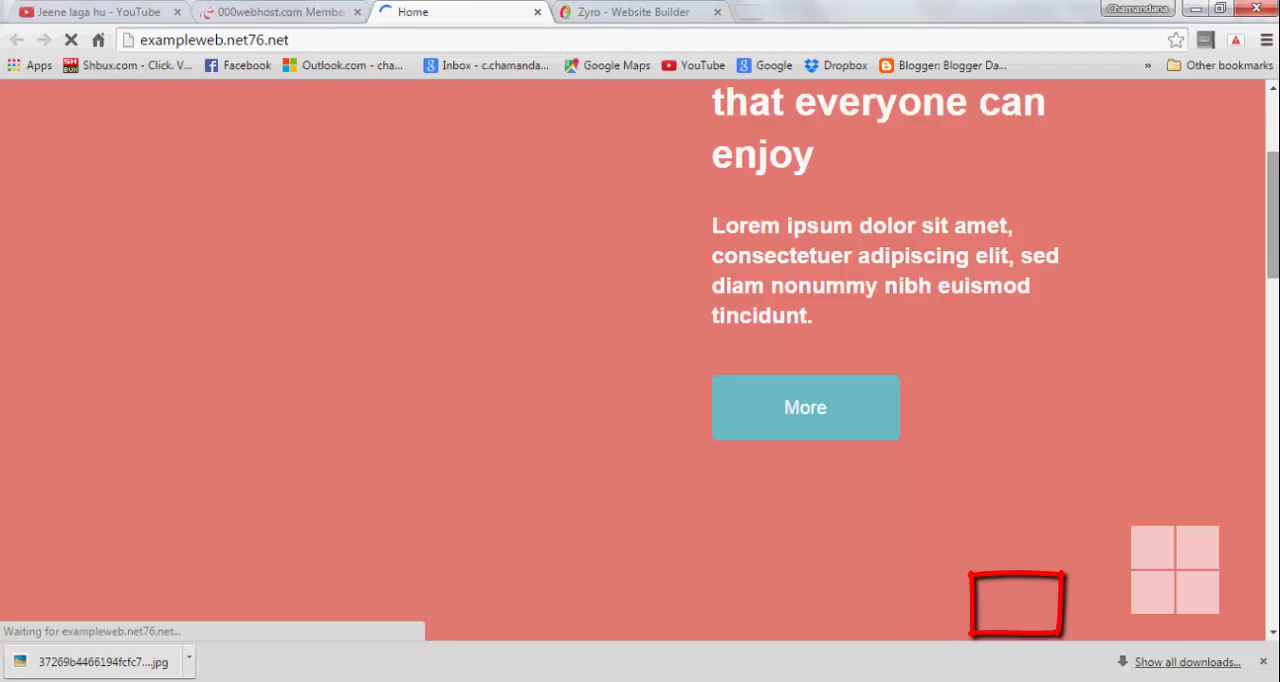 Jeene laga hu - YouTube
000webhost.com Membe
Home
Zyro - Website Builder
Cramandana
exampleweb.net76.net
Apps
Shbux.com - Click. V...
Facebook
Outlook.com - cha...
Inbox - c.chamanda...
Google Maps
YouTube
Google
Dropbox
Blogger: Blogger Da...
»
Other bookmarks
that everyone can
enjoy
Lorem ipsum dolor sit amet,
consectetuer adipiscing elit, sed
diam nonummy nibh euismod
tincidunt.
More
Waiting for exampleweb.net76.net...
37269b4466194fcfc7....jpg
Show all downloads...